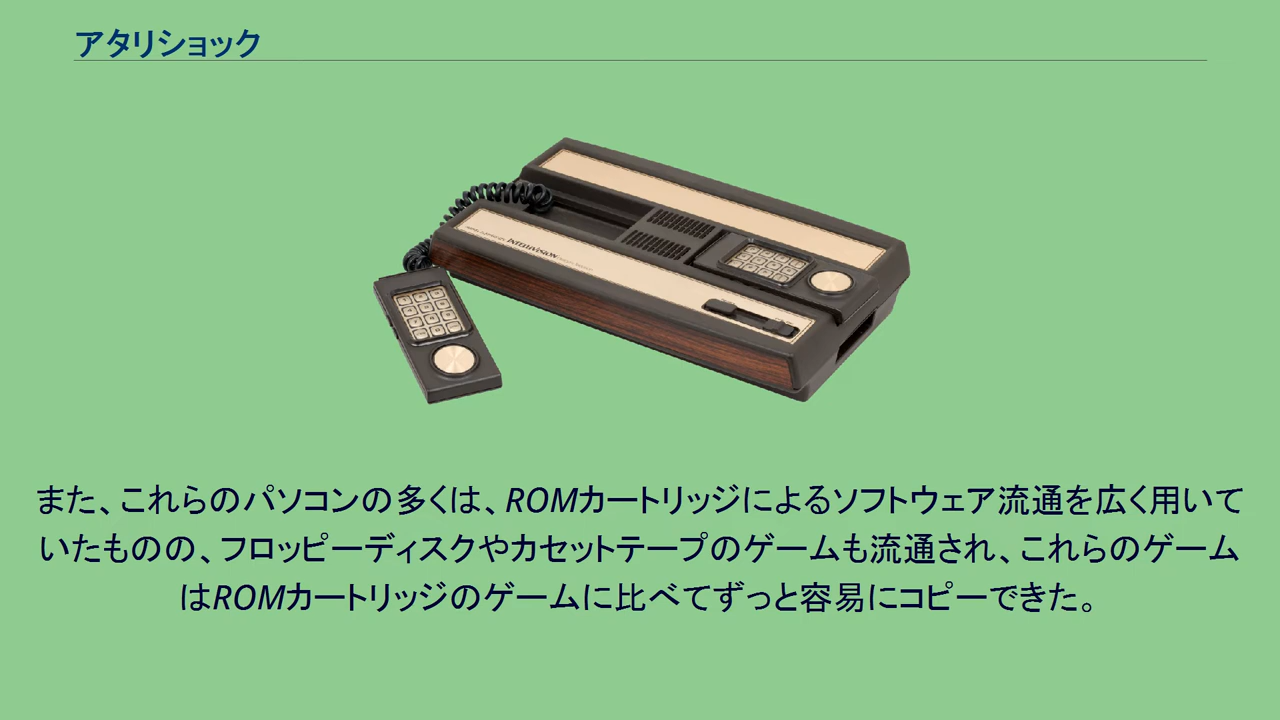 アタリショック
INTELLIVISION
また、これらのパソコンの多くは、ROMカートリッジによるソフトウェア流通を広く用いて
いたものの、フロッピーディスクやカセットテープのゲームも流通され、これらのゲーム
はROMカートリッジのゲームに比べてずっと容易にコピーできた。